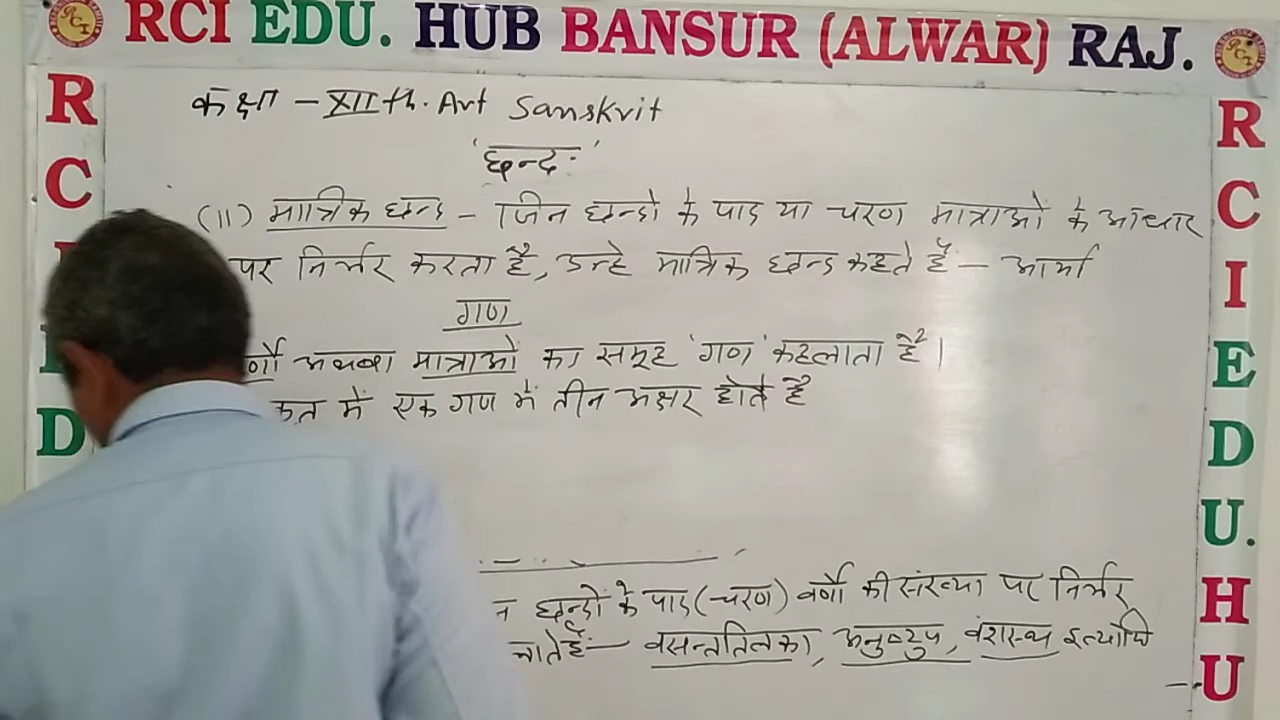 RCI EDU. HUB BANSUR (ALWAR) RAJ.
कक्षा – XII th. Art Sanskrit
'छन्दः'
(II) मात्रिक छन्द – जिन छन्दो के पाद या चरण मात्राओं के आधार
पर निर्भर करता है, उन्हे मात्रिक छन्द कहते हैं – आर्या
गण
र्णों अथवा मात्राओं का समूह 'गण' कहलाता है।
कृत में एक गण में तीन अक्षर होते है
न छन्दों के पाद (चरण) वर्णों की संख्या पर निर्भर
जाते हैं– वसन्ततिलका, अनुष्टुप, वंशस्थ इत्यादि
R
C
I
D
R
C
I
E
D
U.
H
U